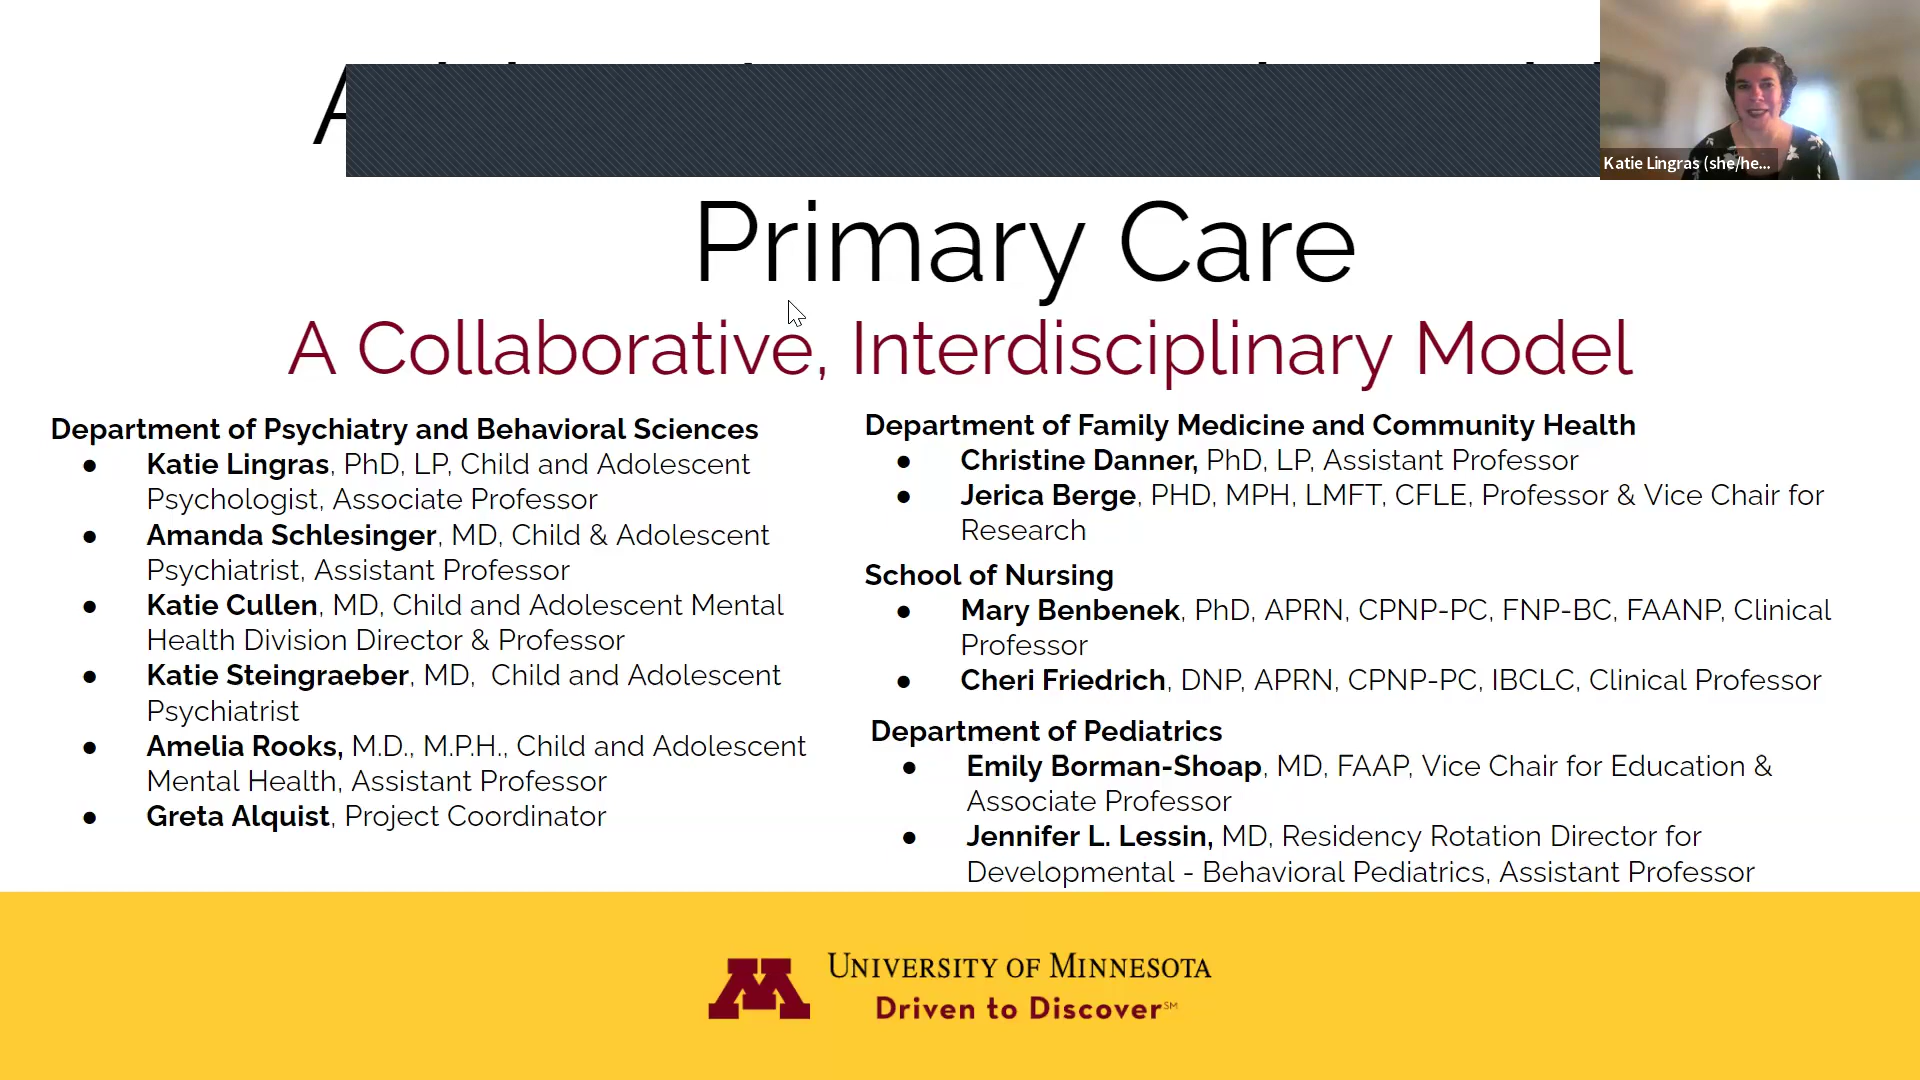 Katie Lingras (she/he...
Primary Care
A Collaborative, Interdisciplinary Model
Department of Psychiatry and Behavioral Sciences
● Katie Lingras, PhD, LP, Child and Adolescent
Psychologist, Associate Professor
● Amanda Schlesinger, MD, Child & Adolescent
Psychiatrist, Assistant Professor
● Katie Cullen, MD, Child and Adolescent Mental
Health Division Director & Professor
● Katie Steingraeber, MD, Child and Adolescent
Psychiatrist
● Amelia Rooks, M.D., M.P.H., Child and Adolescent
Mental Health, Assistant Professor
● Greta Alquist, Project Coordinator
Department of Family Medicine and Community Health
● Christine Danner, PhD, LP, Assistant Professor
● Jerica Berge, PHD, MPH, LMFT, CFLE, Professor & Vice Chair for
Research
School of Nursing
● Mary Benbenek, PhD, APRN, CPNP-PC, FNP-BC, FAANP, Clinical
Professor
● Cheri Friedrich, DNP, APRN, CPNP-PC, IBCLC, Clinical Professor
Department of Pediatrics
● Emily Borman-Shoap, MD, FAAP, Vice Chair for Education &
Associate Professor
● Jennifer L. Lessin, MD, Residency Rotation Director for
Developmental - Behavioral Pediatrics, Assistant Professor
M
UNIVERSITY OF MINNESOTA
Driven to Discover℠